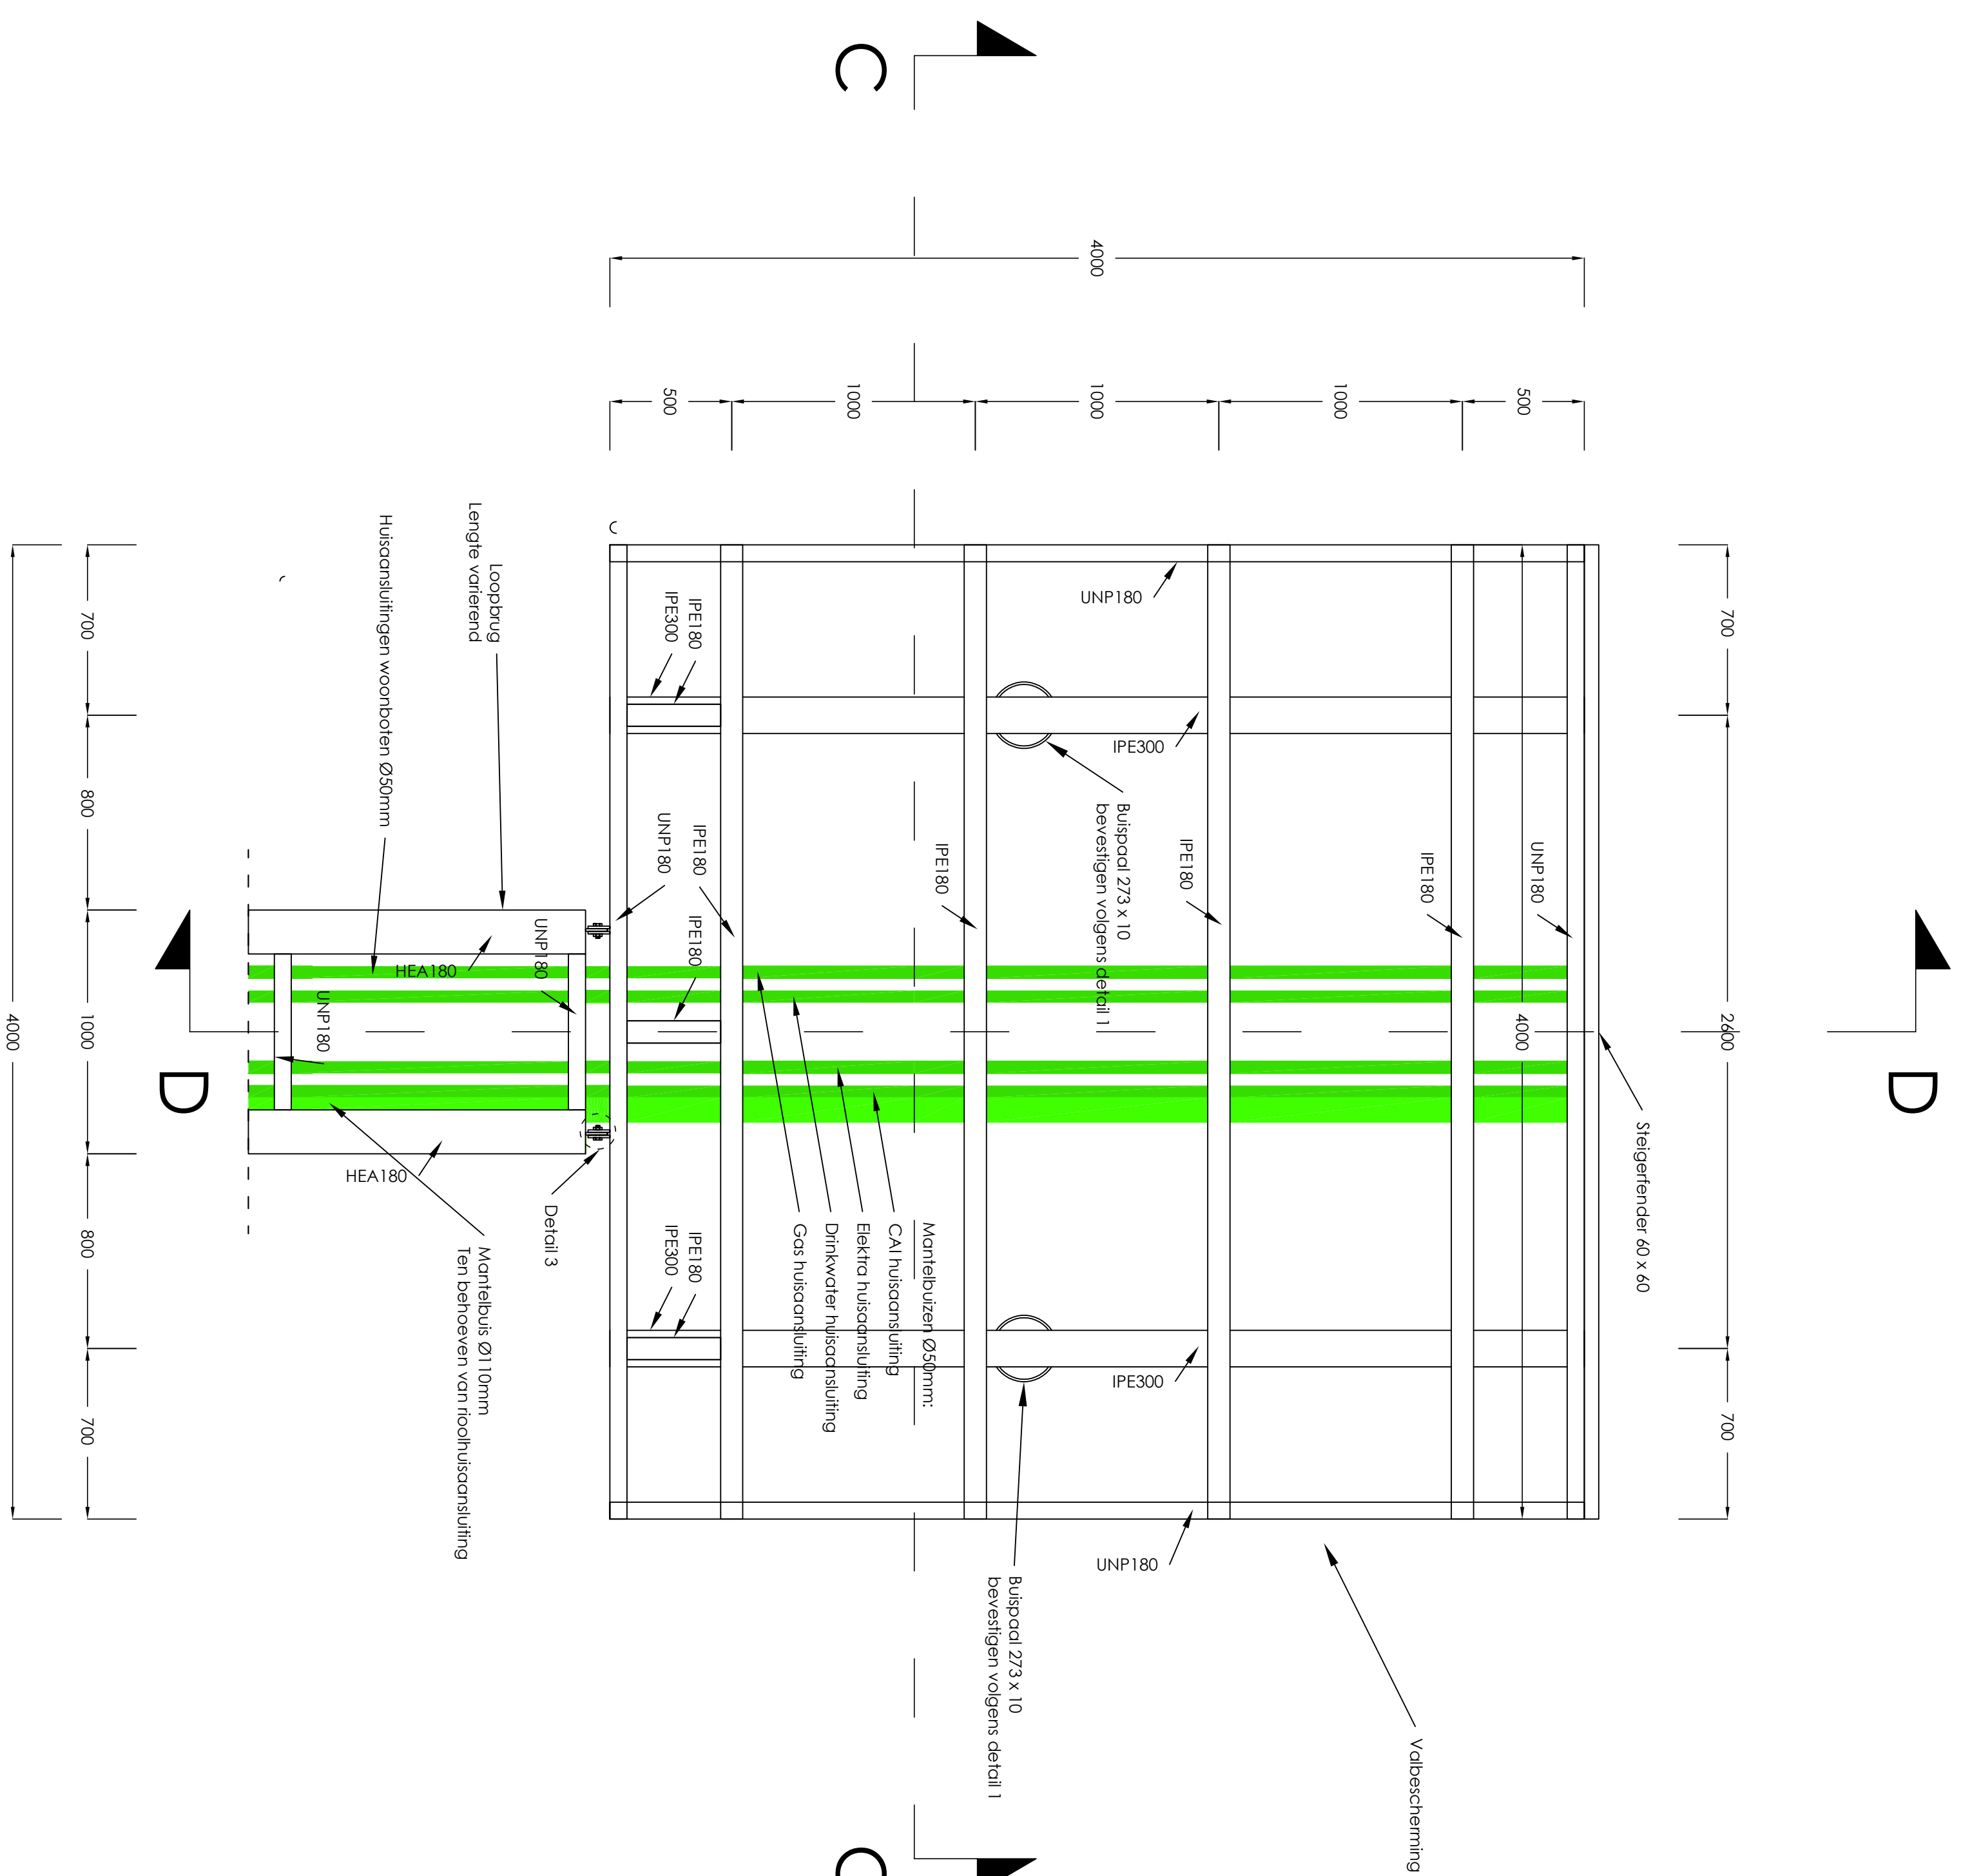 C
D
D
C
4000
500
1000
1000
1000
500
700
2600
700
4000
700
800
1000
800
700
4000
Steigerfender 60 x 60
Valbescherming
UNP180
IPE180
IPE180
IPE180
IPE180
UNP180
IPE180
UNP180
IPE300
IPE300
UNP180
Buispaal 273 x 10
bevestigen volgens detail 1
Buispaal 273 x 10
bevestigen volgens detail 1
IPE180
IPE300
IPE180
IPE300
Mantelbuizen Ø50mm:
CAI huisaansluiting
Elektra huisaansluiting
Drinkwater huisaansluiting
Gas huisaansluiting
Detail 3
UNP180
HEA180
UNP180
HEA180
Loopbrug
Lengte varierend
Huisaansluitingen woonboten Ø50mm
Mantelbuis Ø110mm
Ten behoeven van rioolhuisaansluiting